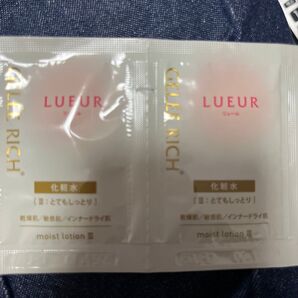 LUEUR
リュール
化粧水
[Ⅲ：とてもしっとり]
乾燥肌／敏感肌／インナードライ肌
moist lotion Ⅲ
RICH®
LUEUR
リュール
化粧水
[Ⅲ：とてもしっとり]
乾燥肌／敏感肌／インナードライ肌
moist lotion Ⅲ
RICH®